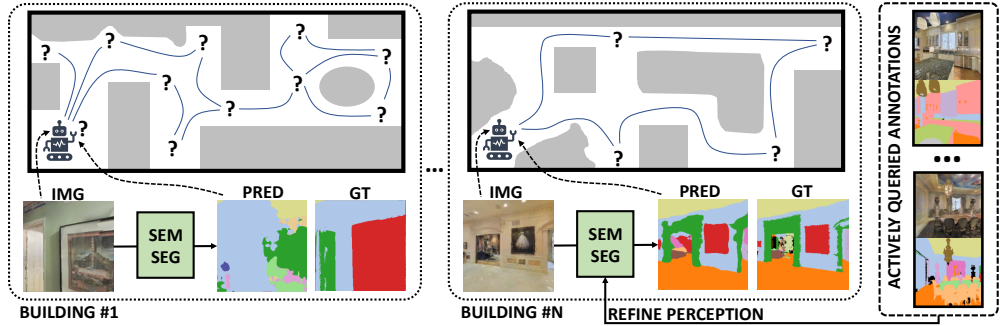 ?
?
?
?
?
?
?
?
?
?
?
IMG
PRED
GT
SEM
SEG
BUILDING #1
...
?
?
?
?
IMG
PRED
GT
SEM
SEG
BUILDING #N
REFINE PERCEPTION
ACTIVELY QUERIED ANNOTATIONS
...